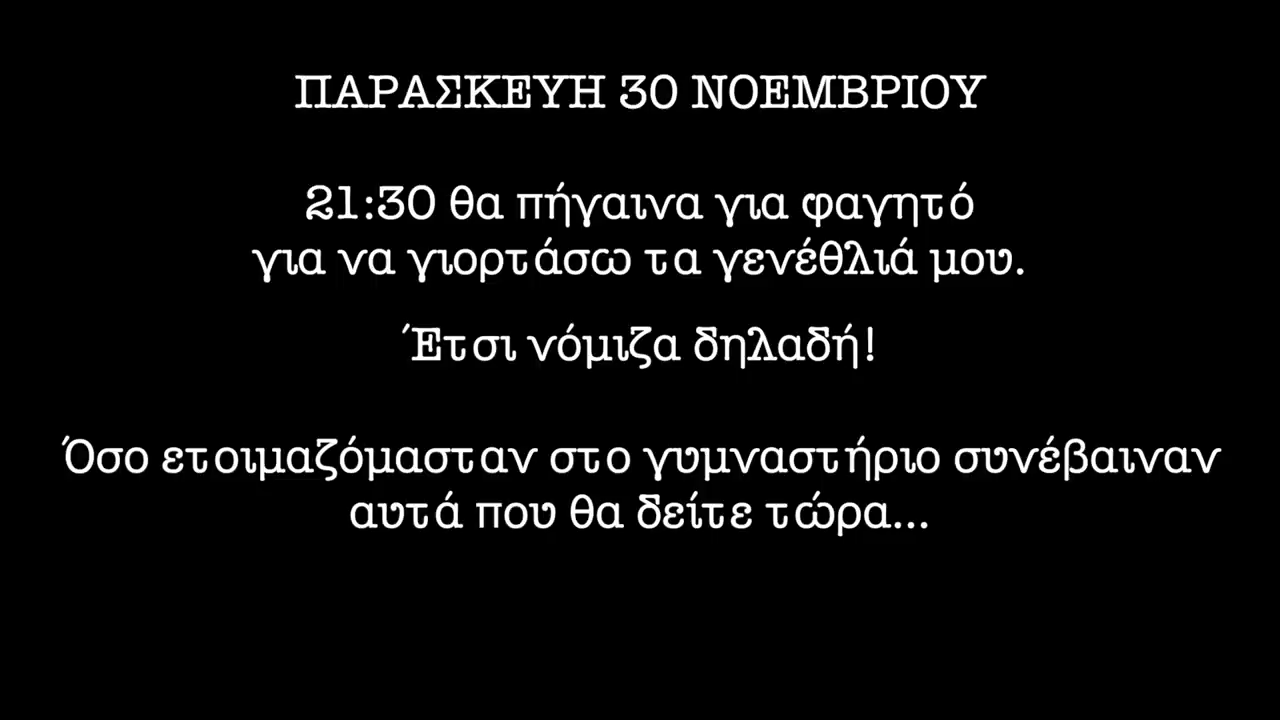 ΠΑΡΑΣΚΕΥΗ 30 ΝΟΕΜΒΡΙΟΥ
21:30 θα πήγαινα για φαγητό
για να γιορτάσω τα γενέθλιά μου.
Έτσι νόμιζα δηλαδή!
Όσο ετοιμαζόμασταν στο γυμναστήριο συνέβαιναν
αυτά που θα δείτε τώρα...